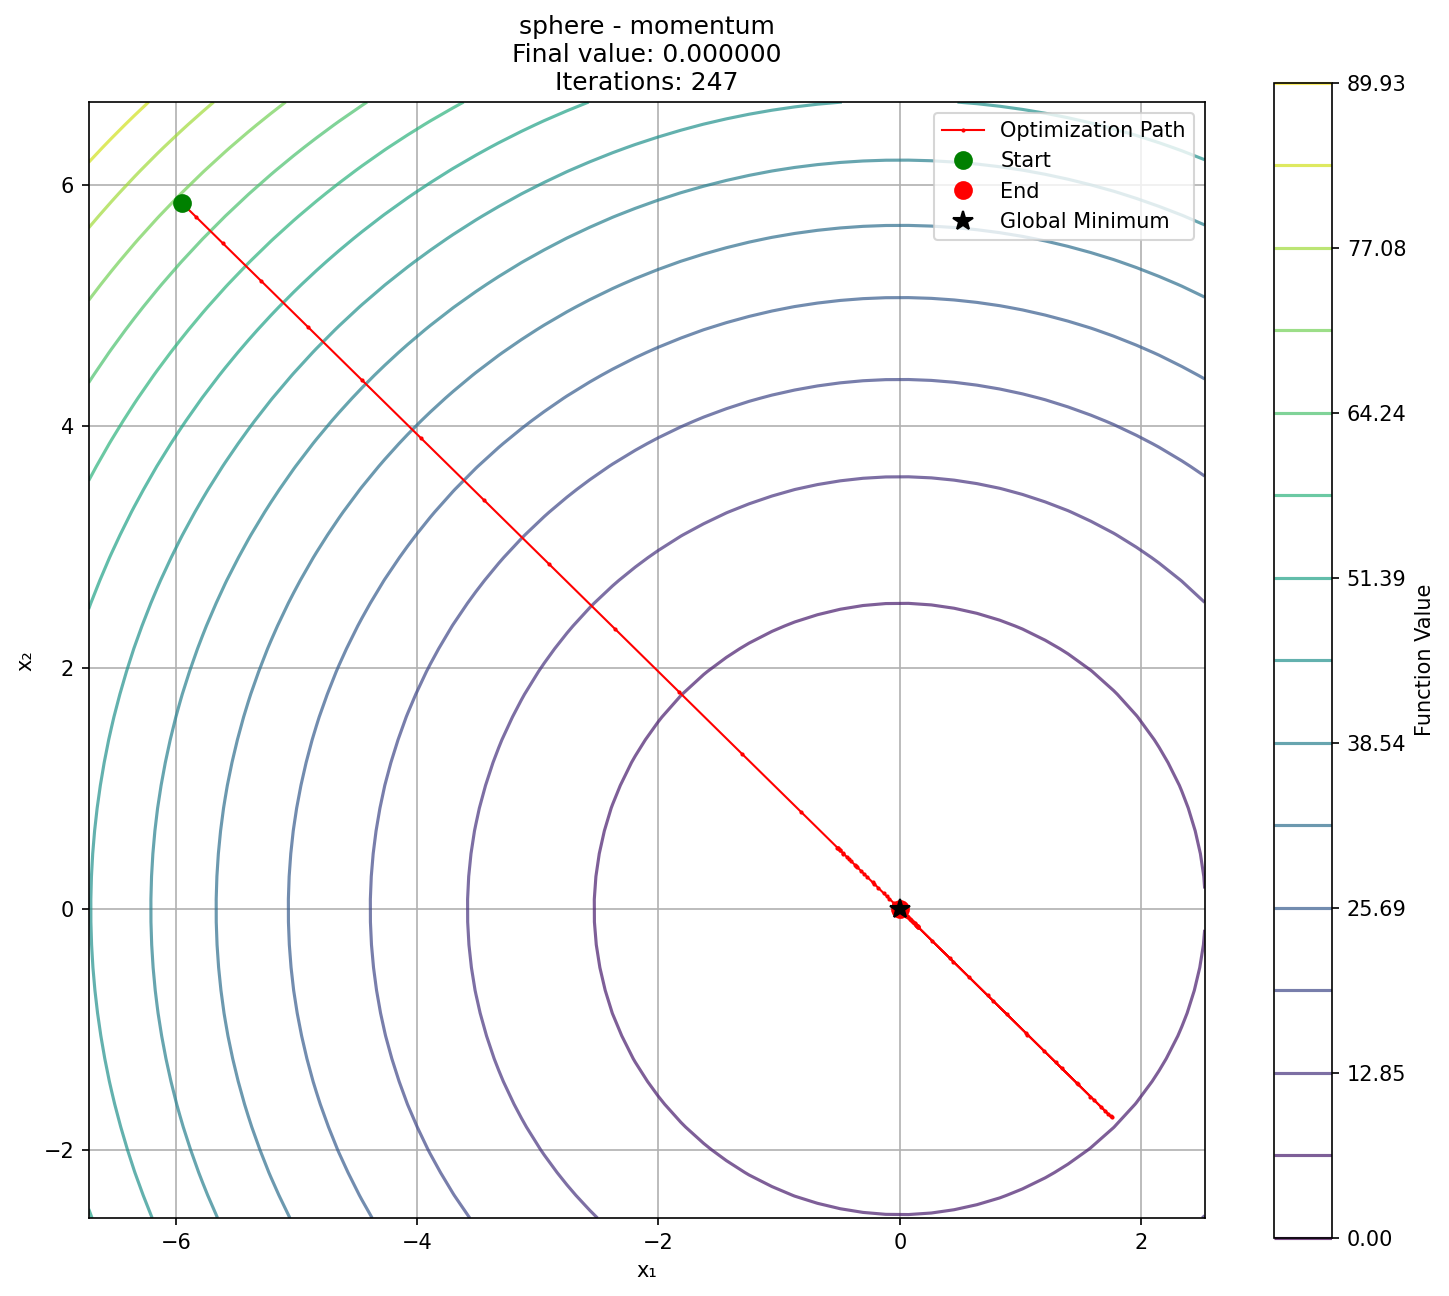 sphere - momentum
Final value: 0.000000
Iterations: 247
Optimization Path
Start
End
Global Minimum
6
4
2
0
−2
x₂
−6
−4
−2
0
2
x₁
89.93
77.08
64.24
51.39
38.54
25.69
12.85
0.00
Function Value